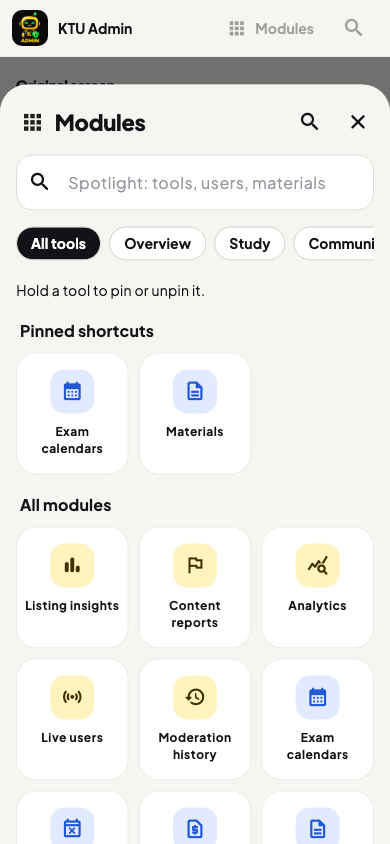 KTU Admin
Modules
Modules
Spotlight: tools, users, materials
All tools
Overview
Study
Communi
Hold a tool to pin or unpin it.
Pinned shortcuts
Exam
calendars
Materials
All modules
Listing insights
Content
reports
Analytics
Live users
Moderation
history
Exam
calendars